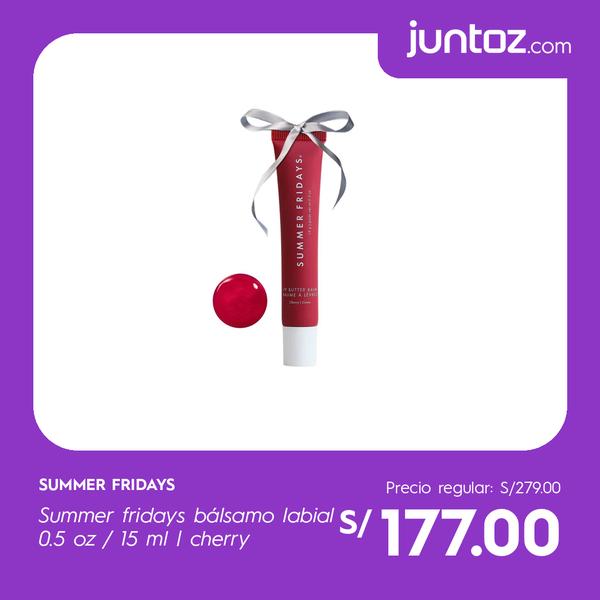 juntoz.com
SUMMER FRIDAYS®
LIP BUTTER BALM
BAUME À LÈVRES
SUMMER FRIDAYS
Precio regular: S/279.00
Summer fridays bálsamo labial
0.5 oz / 15 ml | cherry
S/177.00